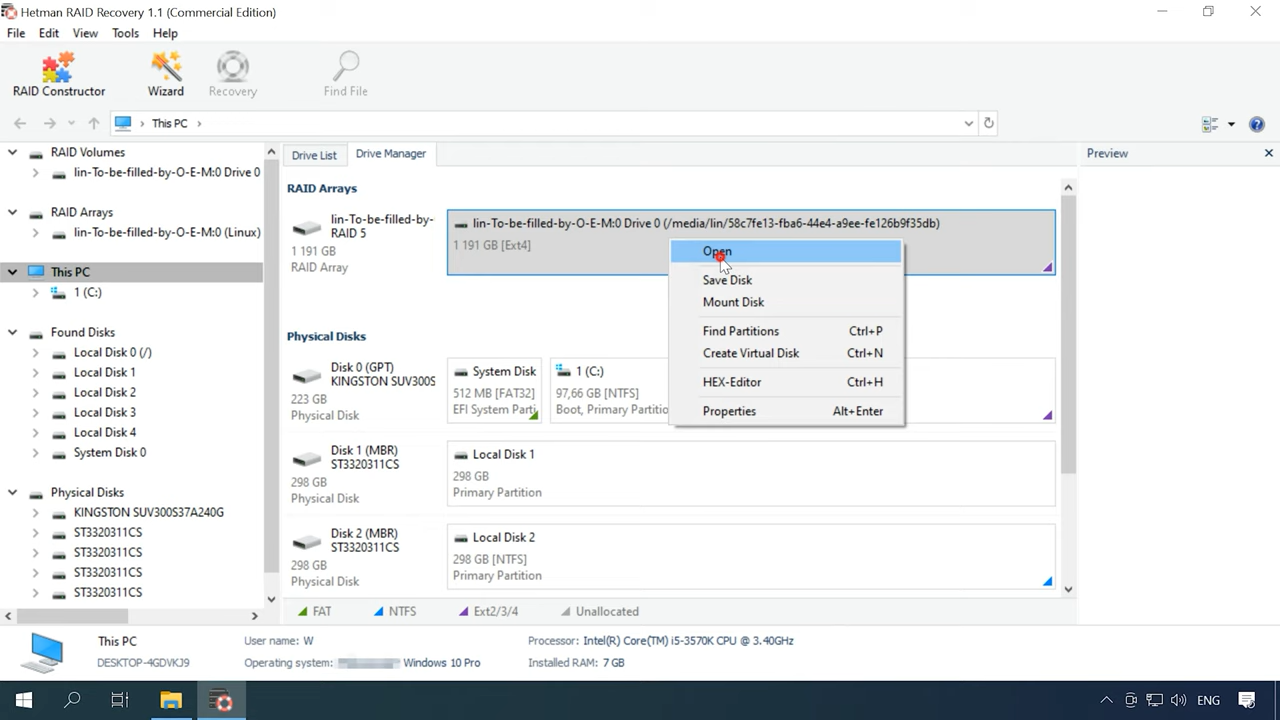 Hetman RAID Recovery 1.1 (Commercial Edition)
File Edit View Tools Help
RAID Constructor
Wizard
Recovery
Find File
This PC
RAID Volumes
lin-To-be-filled-by-O-E-M:0 Drive 0
RAID Arrays
lin-To-be-filled-by-O-E-M:0 (Linux)
This PC
1 (C:)
Found Disks
Local Disk 0 (/)
Local Disk 1
Local Disk 2
Local Disk 3
Local Disk 4
System Disk 0
Physical Disks
KINGSTON SUV300S37A240G
ST3320311CS
ST3320311CS
ST3320311CS
ST3320311CS
Drive List
Drive Manager
RAID Arrays
lin-To-be-filled-by-
RAID 5
1 191 GB
RAID Array
lin-To-be-filled-by-O-E-M:0 Drive 0 (/media/lin/58c7fe13-fba6-44e4-a9ee-fe126b9f35db)
1 191 GB [Ext4]
Open
Save Disk
Mount Disk
Find Partitions Ctrl+P
Create Virtual Disk Ctrl+N
HEX-Editor Ctrl+H
Properties Alt+Enter
Physical Disks
Disk 0 (GPT)
KINGSTON SUV300S
223 GB
Physical Disk
System Disk
512 MB [FAT32]
EFI System Parti
1 (C:)
97,66 GB [NTFS]
Boot, Primary Partitio
Disk 1 (MBR)
ST3320311CS
298 GB
Physical Disk
Local Disk 1
298 GB
Primary Partition
Disk 2 (MBR)
ST3320311CS
298 GB
Physical Disk
Local Disk 2
298 GB [NTFS]
Primary Partition
FAT NTFS Ext2/3/4 Unallocated
Preview
This PC
DESKTOP-4GDVKJ9
User name: W
Operating system: Windows 10 Pro
Processor: Intel(R) Core(TM) i5-3570K CPU @ 3.40GHz
Installed RAM: 7 GB
ENG